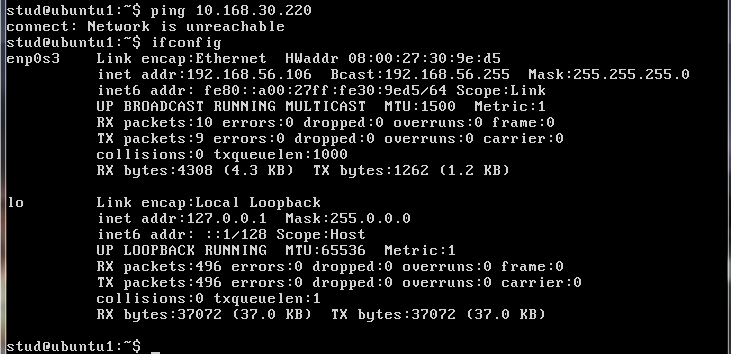 stud@ubuntu1:~$ ping 10.168.30.220
connect: Network is unreachable
stud@ubuntu1:~$ ifconfig
enp0s3    Link encap:Ethernet  HWaddr 08:00:27:30:9e:d5
          inet addr:192.168.56.106  Bcast:192.168.56.255  Mask:255.255.255.0
          inet6 addr: fe80::a00:27ff:fe30:9ed5/64 Scope:Link
          UP BROADCAST RUNNING MULTICAST  MTU:1500  Metric:1
          RX packets:10 errors:0 dropped:0 overruns:0 frame:0
          TX packets:9 errors:0 dropped:0 overruns:0 carrier:0
          collisions:0 txqueuelen:1000
          RX bytes:4308 (4.3 KB)  TX bytes:1262 (1.2 KB)

lo        Link encap:Local Loopback
          inet addr:127.0.0.1  Mask:255.0.0.0
          inet6 addr: ::1/128 Scope:Host
          UP LOOPBACK RUNNING  MTU:65536  Metric:1
          RX packets:496 errors:0 dropped:0 overruns:0 frame:0
          TX packets:496 errors:0 dropped:0 overruns:0 carrier:0
          collisions:0 txqueuelen:1
          RX bytes:37072 (37.0 KB)  TX bytes:37072 (37.0 KB)

stud@ubuntu1:~$ _